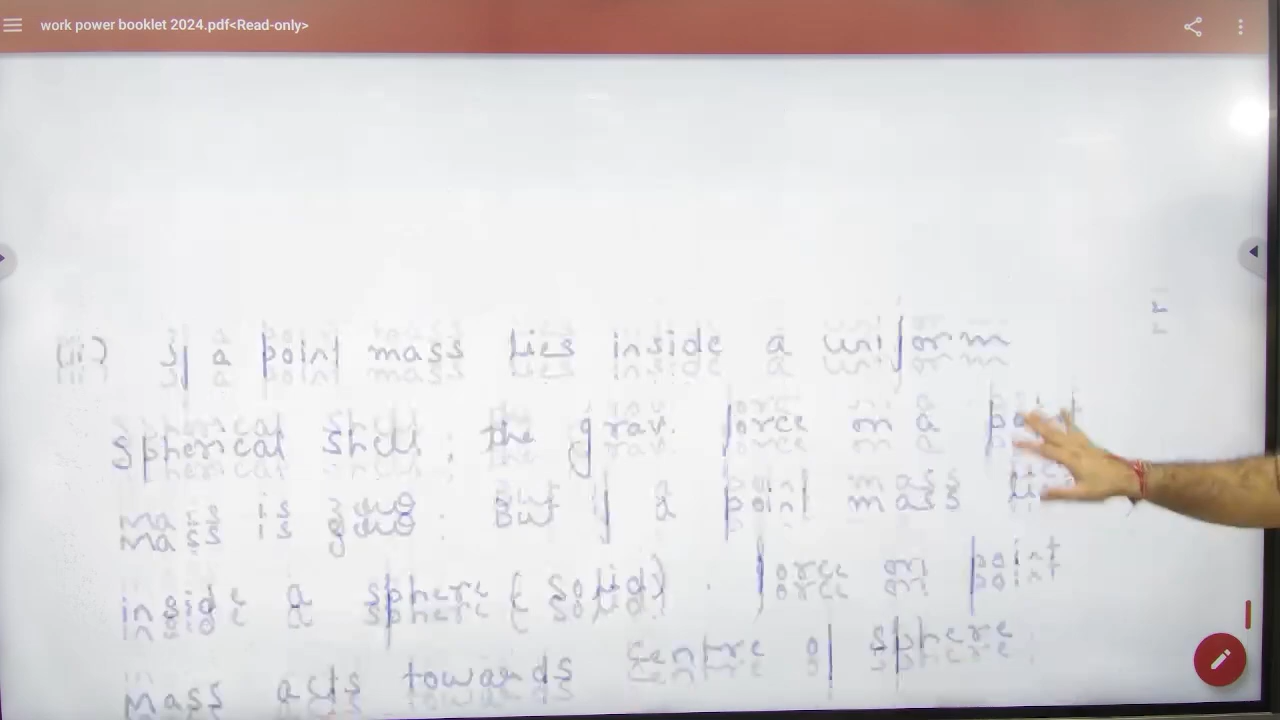 work power booklet 2024.pdf<Read-only>
(ii) If a point mass lies inside a uniform
spherical shell, the grav. force on a point
mass is zero. But if a point mass lies
inside a sphere (solid). force on point
mass acts towards centre of sphere